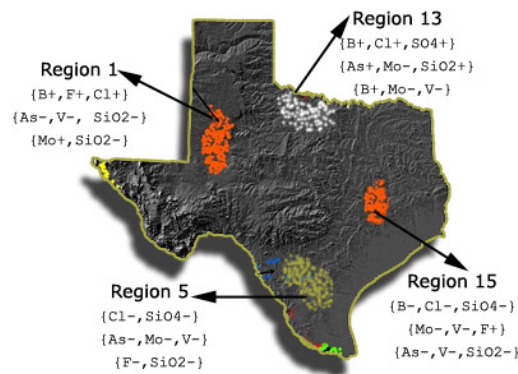 Region 13
{B+,Cl+,SO4+}
{As+,Mo-,SiO2+}
{B+,Mo-,V-}
Region 1
{B+,F+,Cl+}
{As-,V-, SiO2-}
{Mo+,SiO2-}
Region 5
{Cl-,SiO4-}
{As-,Mo-,V-}
{F-,SiO2-}
Region 15
{B-,Cl-,SiO4-}
{Mo-,V-,F+}
{As-,V-,SiO2-}